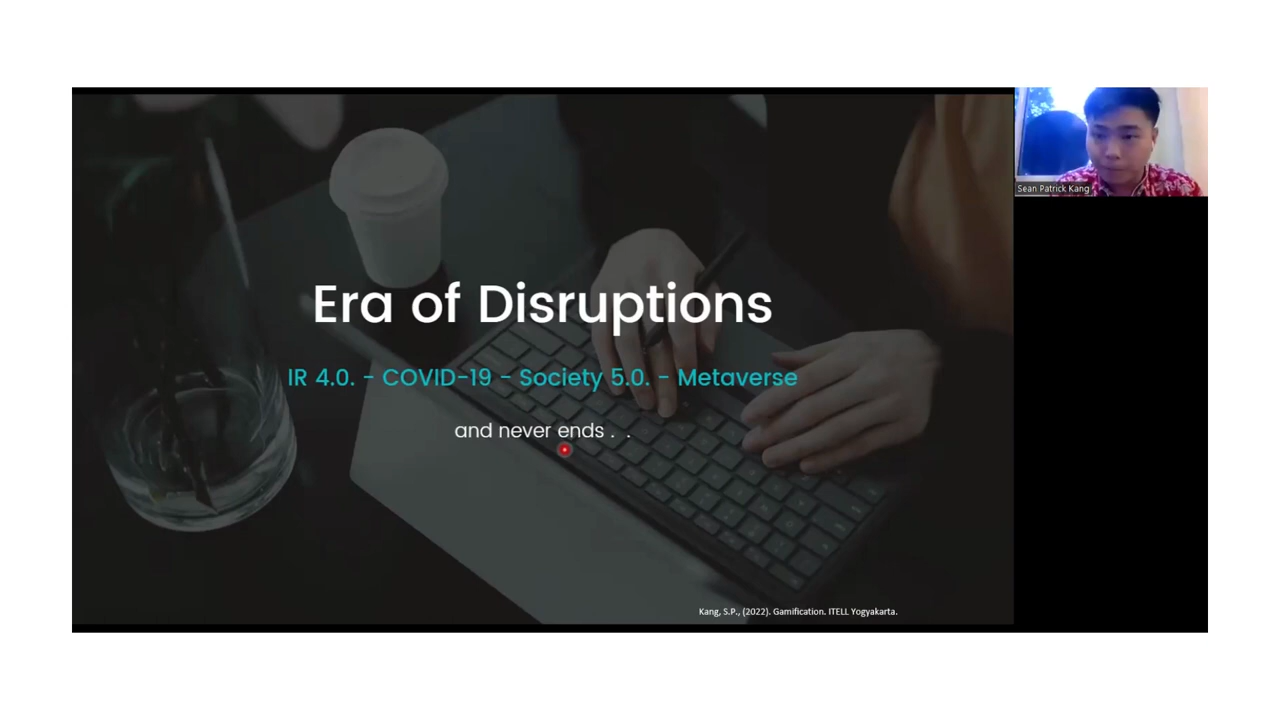 Era of Disruptions
IR 4.0. - COVID-19 - Society 5.0. - Metaverse
and never ends . .
Kang, S.P., (2022). Gamification. ITELL Yogyakarta.
Sean Patrick Kang